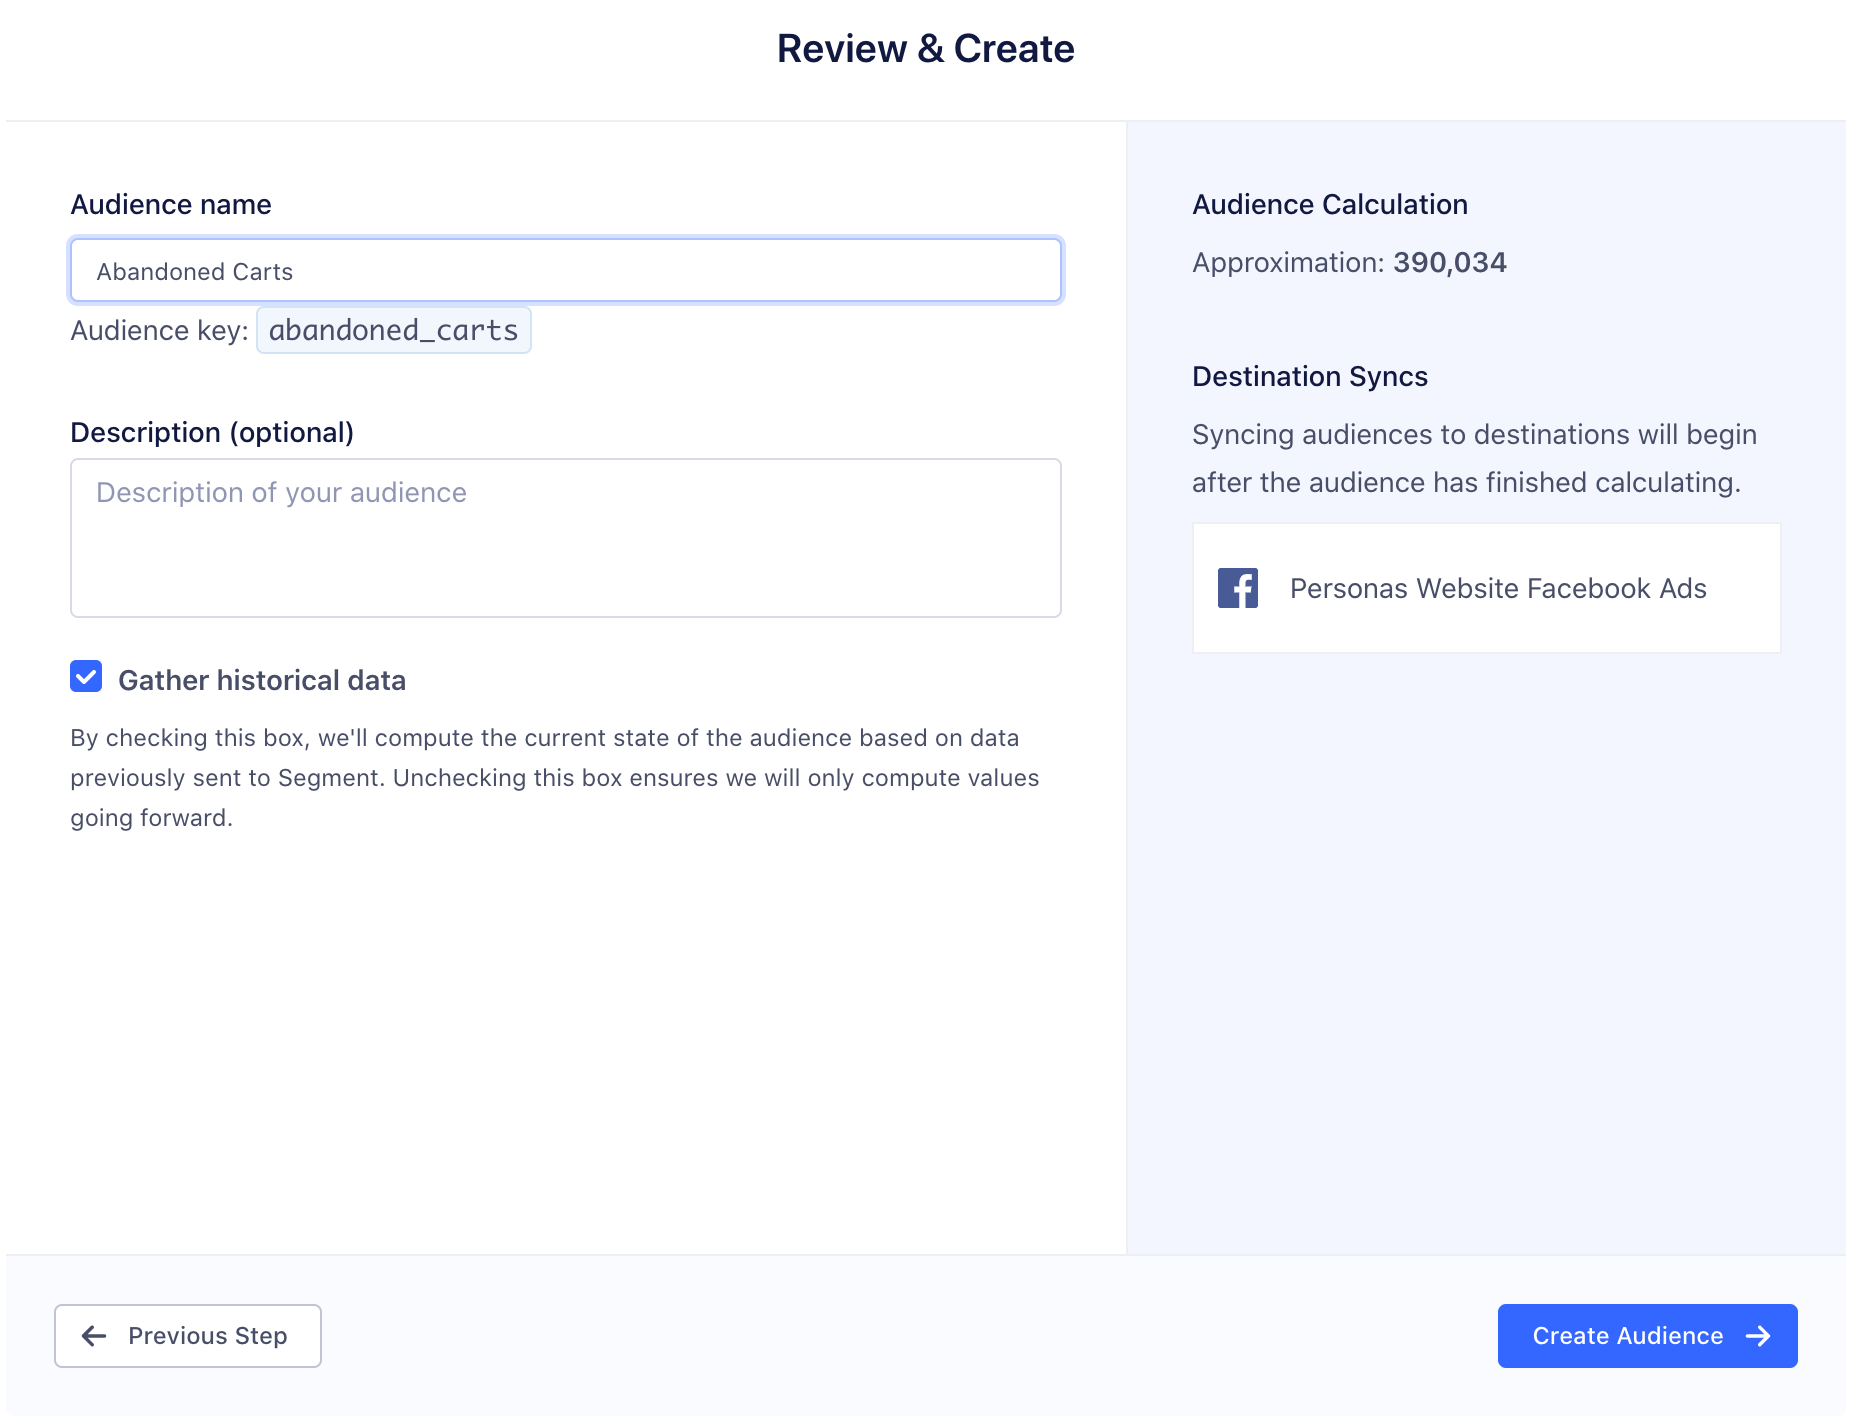 Review & Create
Audience name
Abandoned Carts
Audience key: abandoned_carts
Description (optional)
Description of your audience
Gather historical data
By checking this box, we'll compute the current state of the audience based on data
previously sent to Segment. Unchecking this box ensures we will only compute values
going forward.
Audience Calculation
Approximation: 390,034
Destination Syncs
Syncing audiences to destinations will begin
after the audience has finished calculating.
Personas Website Facebook Ads
Previous Step
Create Audience